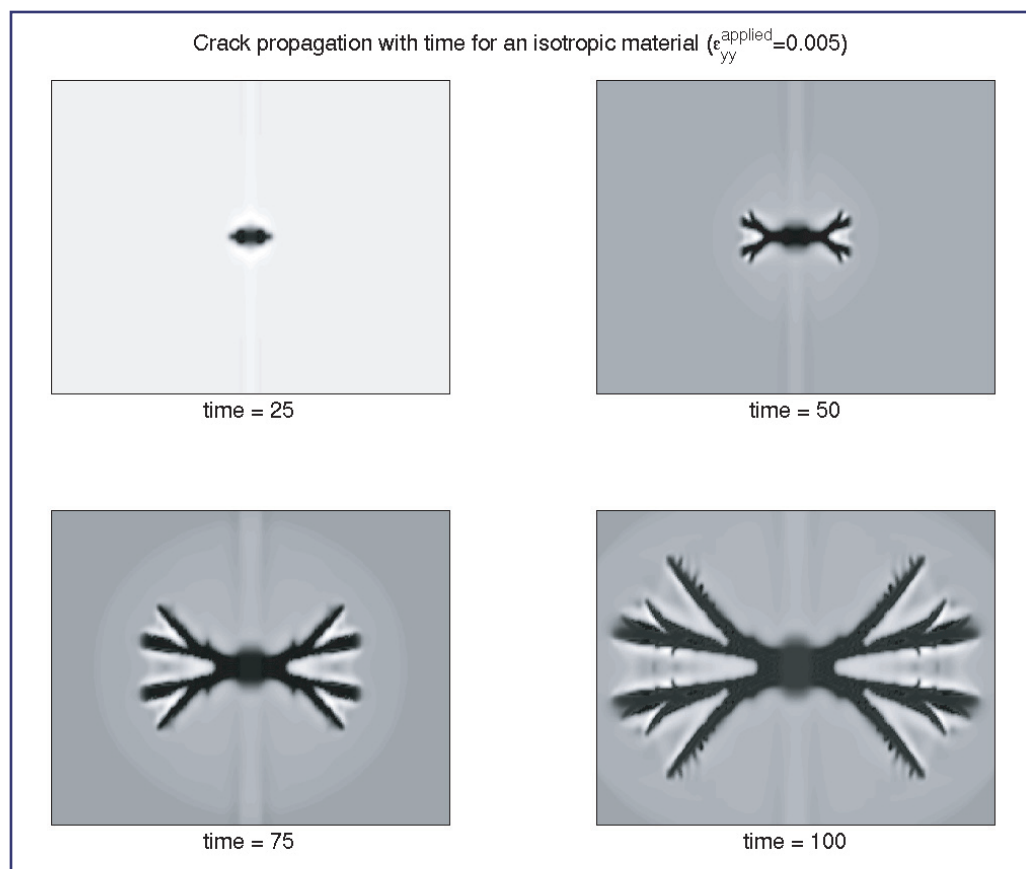 Crack propagation with time for an isotropic material (ε_yy^applied=0.005)
time = 25
time = 50
time = 75
time = 100